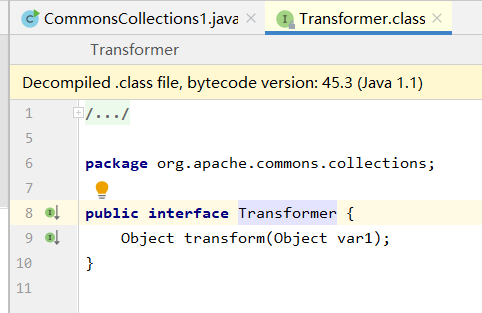 CommonsCollections1.java
Transformer.class
Transformer
Decompiled .class file, bytecode version: 45.3 (Java 1.1)
1 /.../
5
6 package org.apache.commons.collections;
7
8 public interface Transformer {
9 Object transform(Object var1);
10 }
11